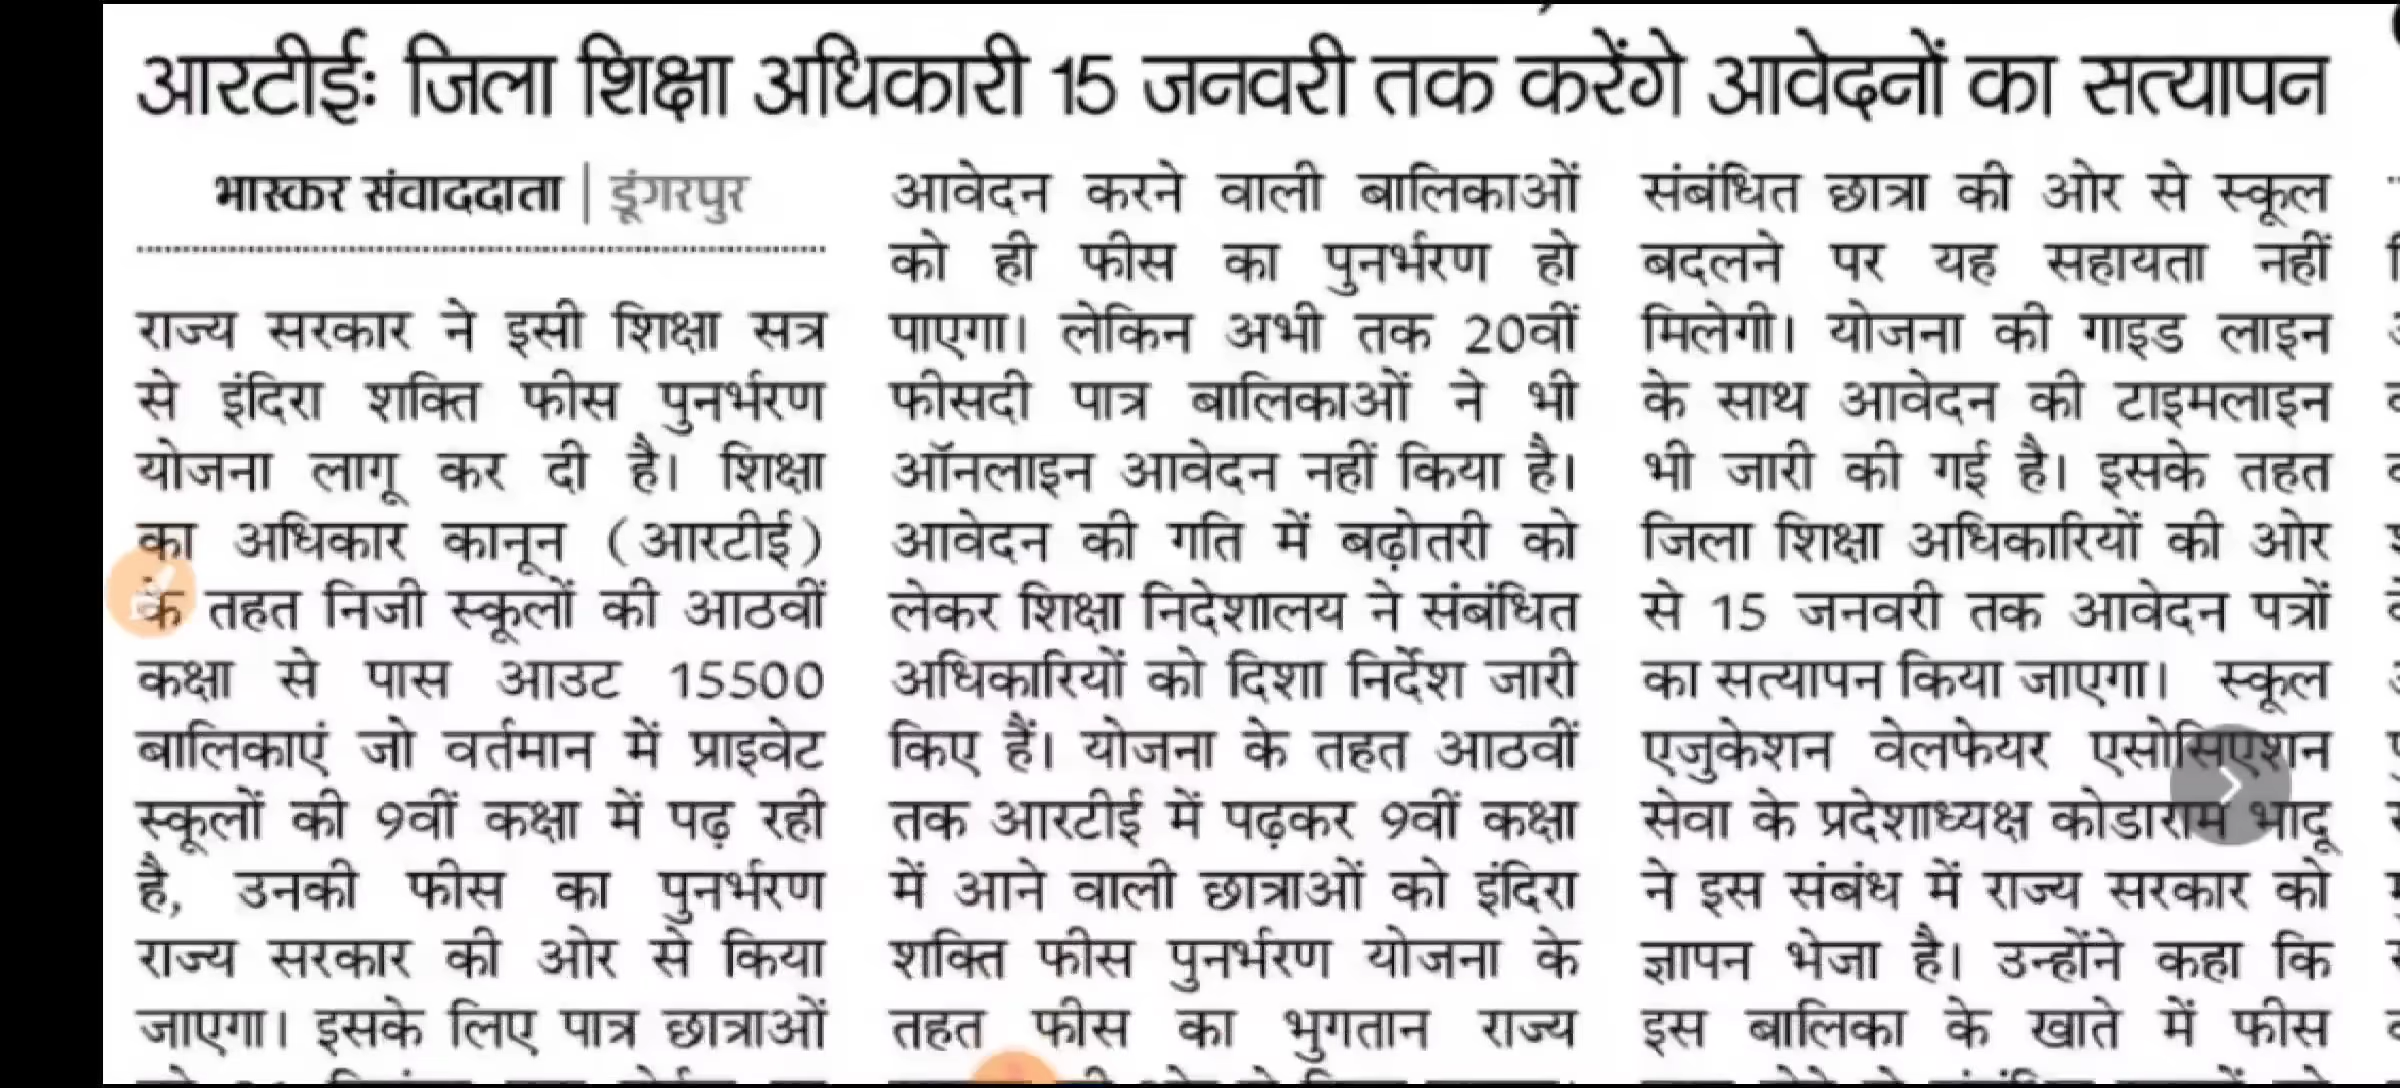 आरटीईः जिला शिक्षा अधिकारी 15 जनवरी तक करेंगे आवेदनों का सत्यापन
भास्कर संवाददाता | डूंगरपुर
राज्य सरकार ने इसी शिक्षा सत्र
से इंदिरा शक्ति फीस पुनर्भरण
योजना लागू कर दी है। शिक्षा
का अधिकार कानून (आरटीई)
के तहत निजी स्कूलों की आठवीं
कक्षा से पास आउट 15500
बालिकाएं जो वर्तमान में प्राइवेट
स्कूलों की 9वीं कक्षा में पढ़ रही
है, उनकी फीस का पुनर्भरण
राज्य सरकार की ओर से किया
जाएगा। इसके लिए पात्र छात्राओं
आवेदन करने वाली बालिकाओं
को ही फीस का पुनर्भरण हो
पाएगा। लेकिन अभी तक 20वीं
फीसदी पात्र बालिकाओं ने भी
ऑनलाइन आवेदन नहीं किया है।
आवेदन की गति में बढ़ोतरी को
लेकर शिक्षा निदेशालय ने संबंधित
अधिकारियों को दिशा निर्देश जारी
किए हैं। योजना के तहत आठवीं
तक आरटीई में पढ़कर 9वीं कक्षा
में आने वाली छात्राओं को इंदिरा
शक्ति फीस पुनर्भरण योजना के
तहत फीस का भुगतान राज्य
संबंधित छात्रा की ओर से स्कूल
बदलने पर यह सहायता नहीं
मिलेगी। योजना की गाइड लाइन
के साथ आवेदन की टाइमलाइन
भी जारी की गई है। इसके तहत
जिला शिक्षा अधिकारियों की ओर
से 15 जनवरी तक आवेदन पत्रों
का सत्यापन किया जाएगा। स्कूल
एजुकेशन वेलफेयर एसोसिएशन
सेवा के प्रदेशाध्यक्ष कोडाराम भादू
ने इस संबंध में राज्य सरकार को
ज्ञापन भेजा है। उन्होंने कहा कि
इस बालिका के खाते में फीस